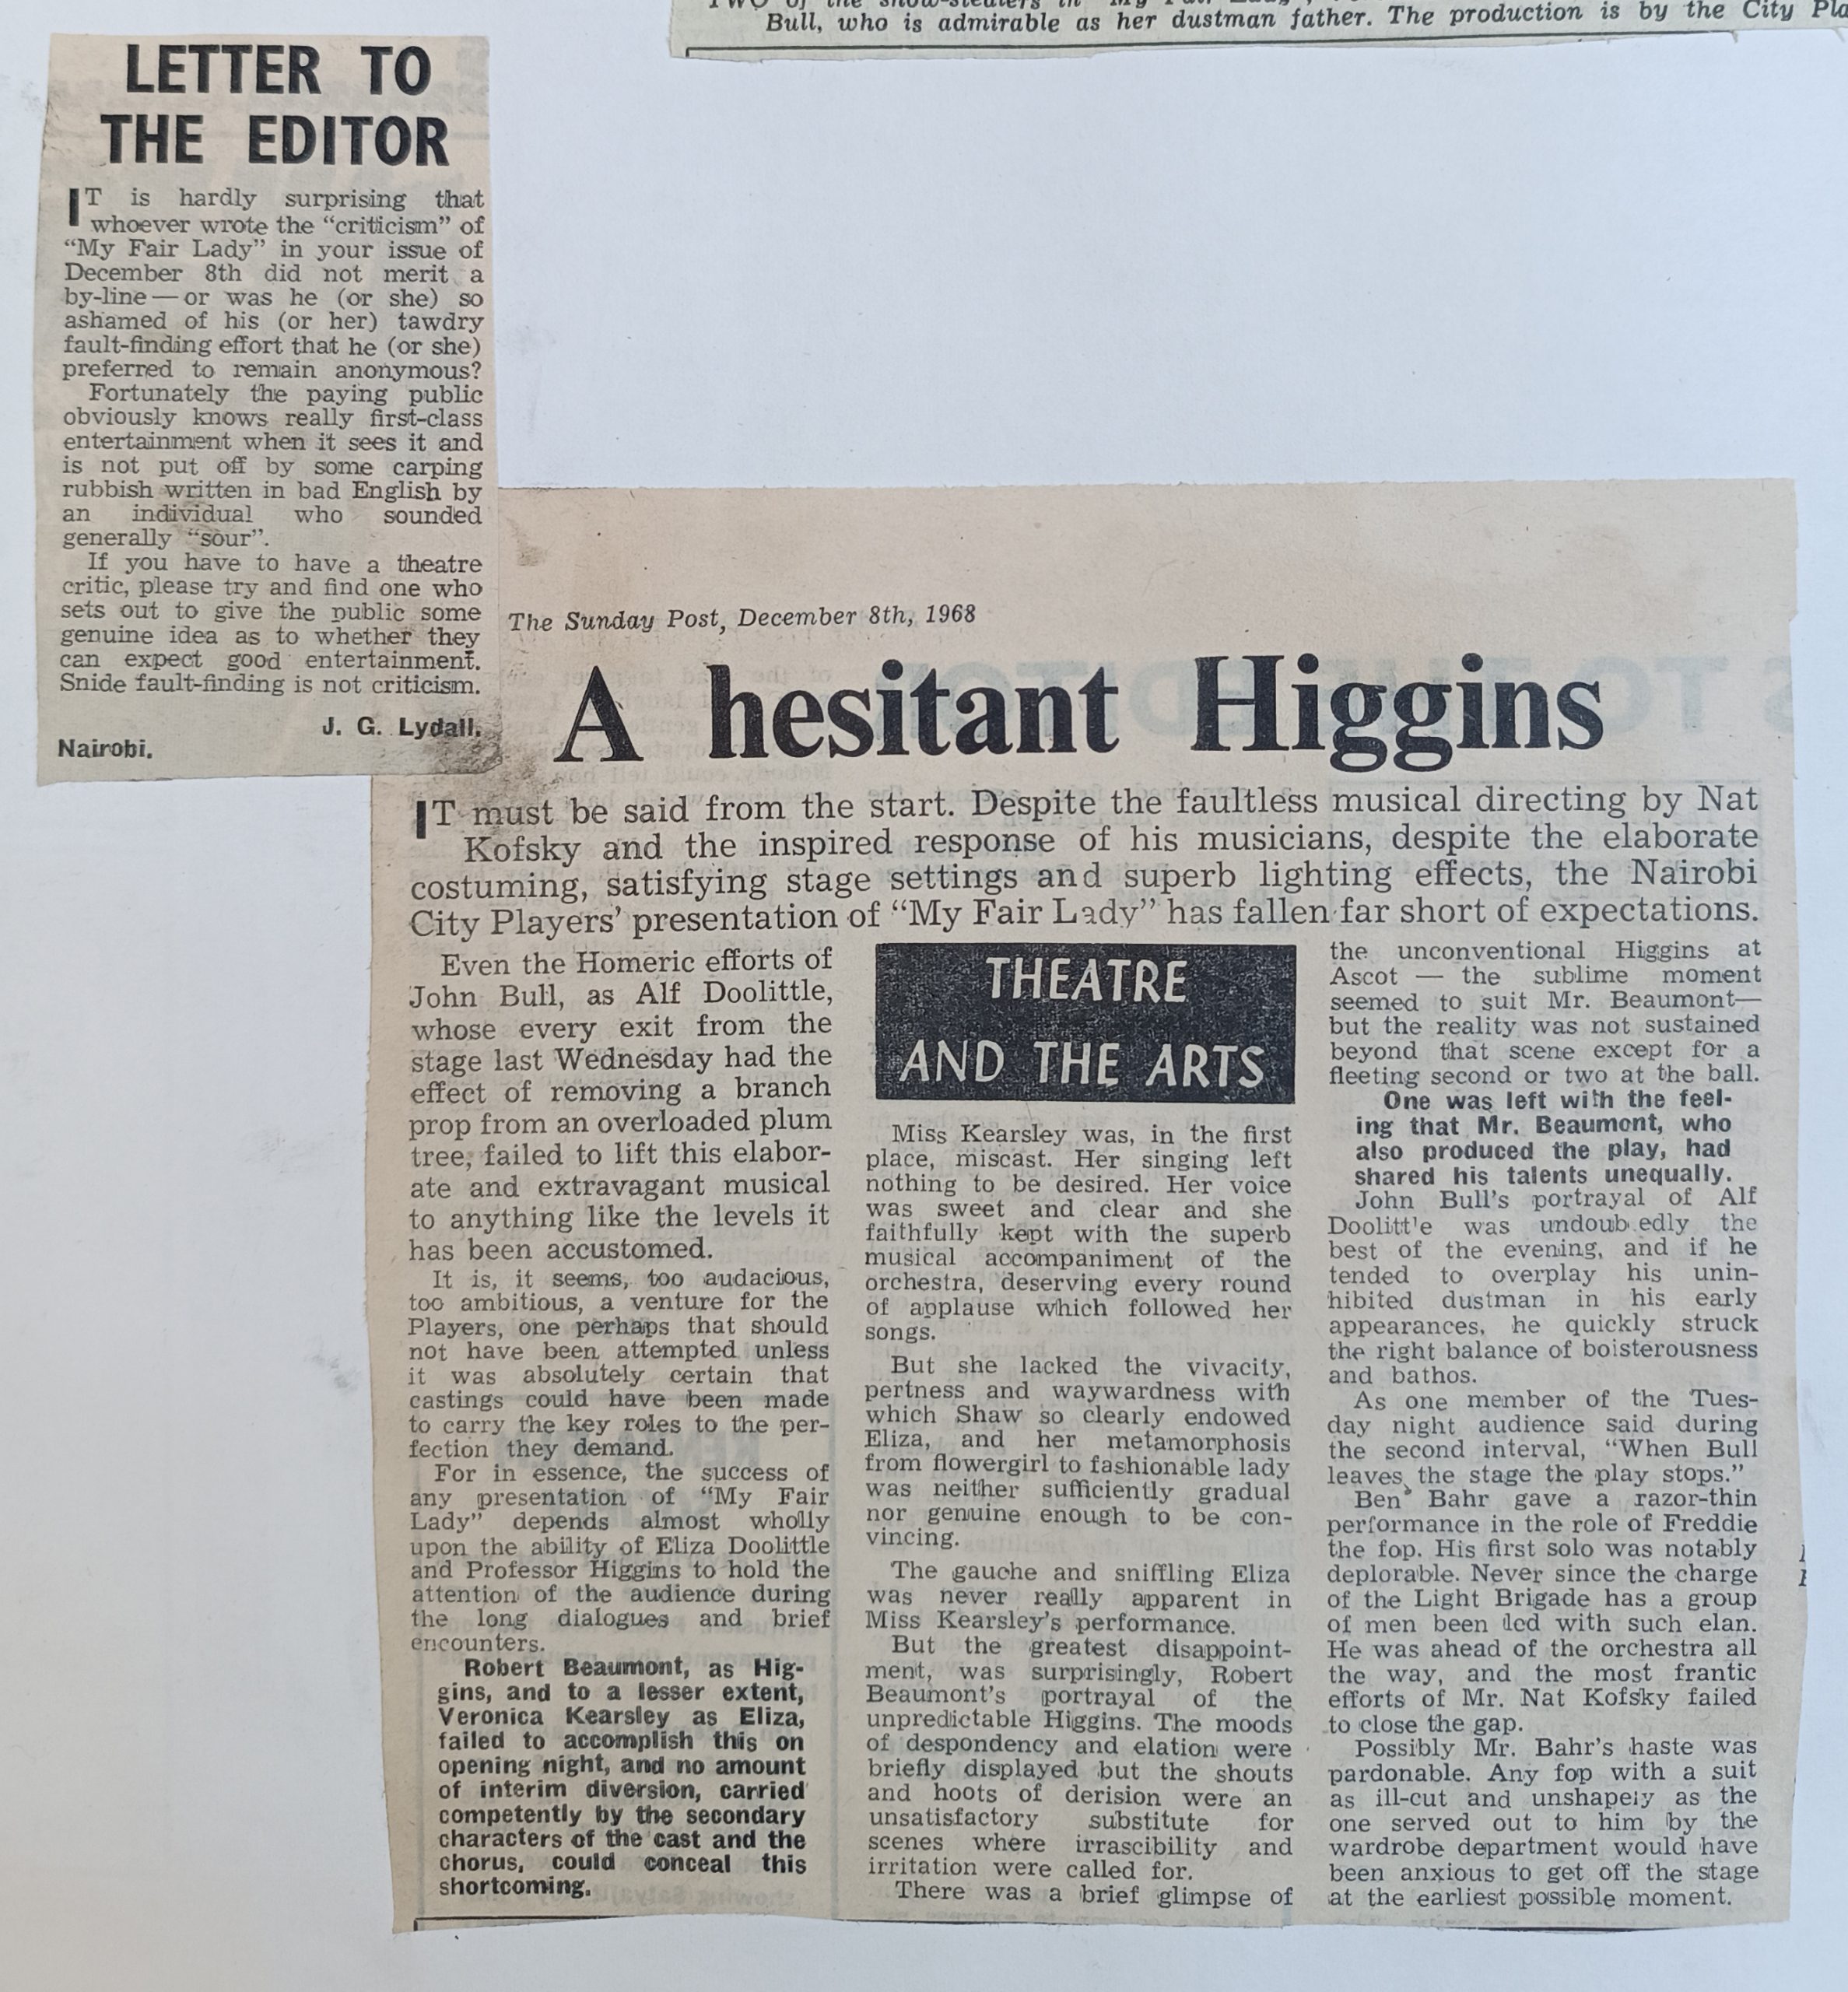 Bull, who is admirable as her dustman father. The production is by the City
LETTER TO
THE EDITOR
IT is hardly surprising that
whoever wrote the “criticism” of
“My Fair Lady” in your issue of
December 8th did not merit a
by-line — or was he (or she) so
ashamed of his (or her) tawdry
fault-finding effort that he (or she)
preferred to remain anonymous?
Fortunately the paying public
obviously knows really first-class
entertainment when it sees it and
is not put off by some carping
rubbish written in bad English by
an individual who sounded
generally “sour”.
If you have to have a theatre
critic, please try and find one who
sets out to give the public some
genuine idea as to whether they
can expect good entertainment.
Snide fault-finding is not criticism.
J. G. Lydall.
Nairobi.
The Sunday Post, December 8th, 1968
A hesitant Higgins
IT must be said from the start. Despite the faultless musical directing by Nat
Kofsky and the inspired response of his musicians, despite the elaborate
costuming, satisfying stage settings and superb lighting effects, the Nairobi
City Players’ presentation of “My Fair Lady” has fallen far short of expectations.
Even the Homeric efforts of
John Bull, as Alf Doolittle,
whose every exit from the
stage last Wednesday had the
effect of removing a branch
prop from an overloaded plum
tree, failed to lift this elabor-
ate and extravagant musical
to anything like the levels it
has been accustomed.
It is, it seems, too audacious,
too ambitious, a venture for the
Players, one perhaps that should
not have been attempted unless
it was absolutely certain that
castings could have been made
to carry the key roles to the per-
fection they demand.
For in essence, the success of
any presentation of “My Fair
Lady” depends almost wholly
upon the ability of Eliza Doolittle
and Professor Higgins to hold the
attention of the audience during
the long dialogues and brief
encounters.
Robert Beaumont, as Hig-
gins, and to a lesser extent,
Veronica Kearsley as Eliza,
failed to accomplish this on
opening night, and no amount
of interim diversion, carried
competently by the secondary
characters of the cast and the
chorus, could conceal this
shortcoming.
THEATRE
AND THE ARTS
Miss Kearsley was, in the first
place, miscast. Her singing left
nothing to be desired. Her voice
was sweet and clear and she
faithfully kept with the superb
musical accompaniment of the
orchestra, deserving every round
of applause which followed her
songs.
But she lacked the vivacity,
pertness and waywardness with
which Shaw so clearly endowed
Eliza, and her metamorphosis
from flowergirl to fashionable lady
was neither sufficiently gradual
nor genuine enough to be con-
vincing.
The gauche and sniffling Eliza
was never really apparent in
Miss Kearsley’s performance.
But the greatest disappoint-
ment, was surprisingly, Robert
Beaumont’s portrayal of the
unpredictable Higgins. The moods
of despondency and elation were
briefly displayed but the shouts
and hoots of derision were an
unsatisfactory substitute for
scenes where irrascibility and
irritation were called for.
There was a brief glimpse of
the unconventional Higgins at
Ascot — the sublime moment
seemed to suit Mr. Beaumont—
but the reality was not sustained
beyond that scene except for a
fleeting second or two at the ball.
One was left with the feel-
ing that Mr. Beaumont, who
also produced the play, had
shared his talents unequally.
John Bull’s portrayal of Alf
Doolitt'e was undoub.edly the
best of the evening, and if he
tended to overplay his unin-
hibited dustman in his early
appearances, he quickly struck
the right balance of boisterousness
and bathos.
As one member of the Tues-
day night audience said during
the second interval, “When Bull
leaves the stage the play stops.”
Ben Bahr gave a razor-thin
performance in the role of Freddie
the fop. His first solo was notably
deplorable. Never since the charge
of the Light Brigade has a group
of men been led with such elan.
He was ahead of the orchestra all
the way, and the most frantic
efforts of Mr. Nat Kofsky failed
to close the gap.
Possibly Mr. Bahr’s haste was
pardonable. Any fop with a suit
as ill-cut and unshapely as the
one served out to him by the
wardrobe department would have
been anxious to get off the stage
at the earliest possible moment.